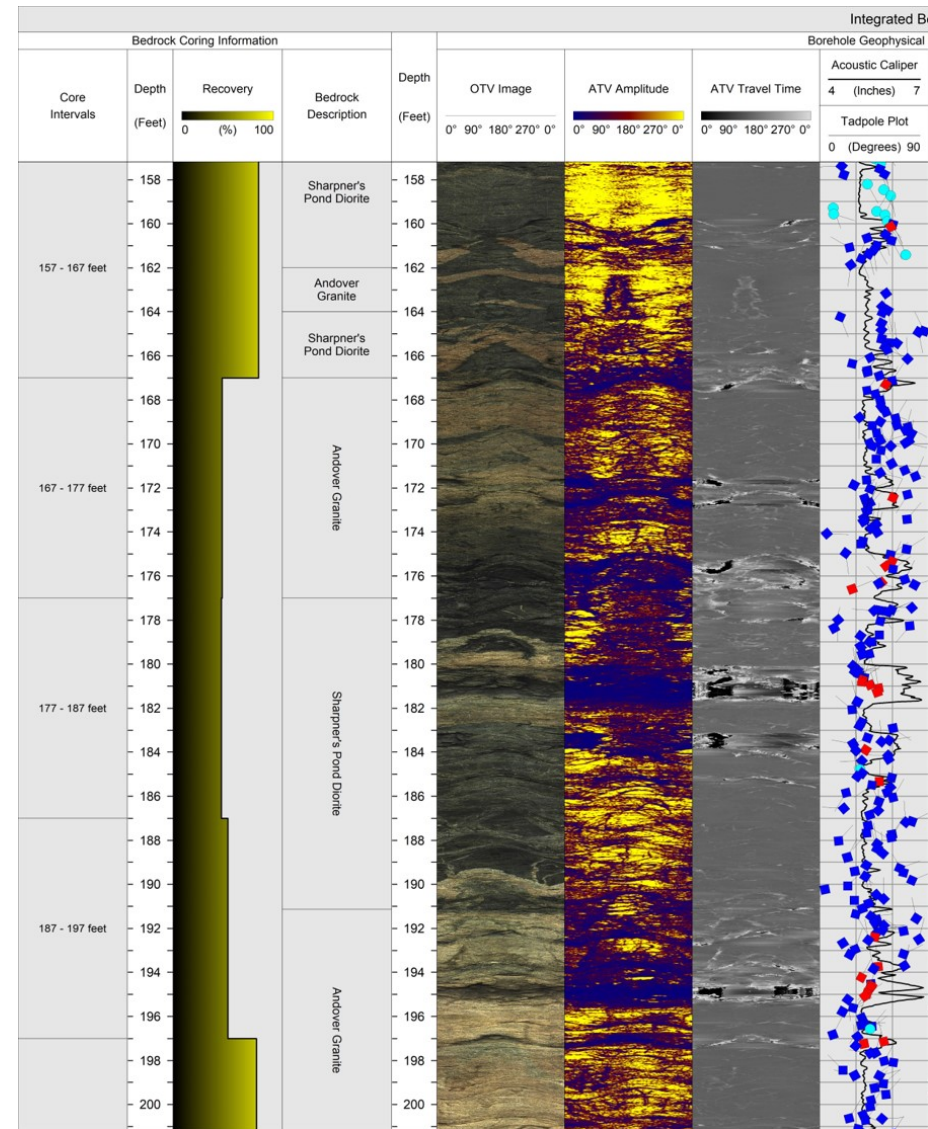 Integrated Bo
Bedrock Coring Information
Borehole Geophysical
Core
Intervals
Depth
(Feet)
Recovery
0 (%) 100
Bedrock
Description
Depth
(Feet)
OTV Image
0° 90° 180° 270° 0°
ATV Amplitude
0° 90° 180° 270° 0°
ATV Travel Time
0° 90° 180° 270° 0°
Acoustic Caliper
4 (Inches) 7
Tadpole Plot
0 (Degrees) 90
157 - 167 feet
167 - 177 feet
177 - 187 feet
187 - 197 feet
158
160
162
164
166
168
170
172
174
176
178
180
182
184
186
188
190
192
194
196
198
200
Sharpner's
Pond Diorite
Andover
Granite
Sharpner's
Pond Diorite
Andover Granite
Sharpner's Pond Diorite
Andover Granite
158
160
162
164
166
168
170
172
174
176
178
180
182
184
186
188
190
192
194
196
198
200